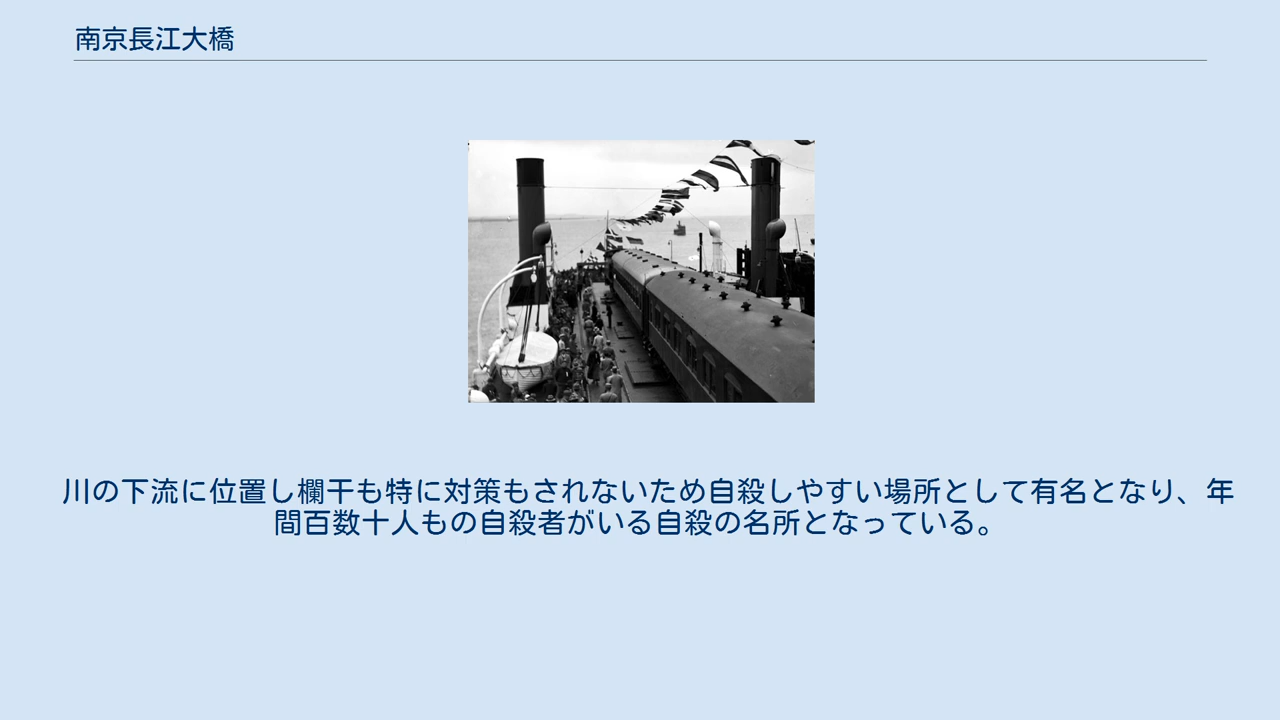 南京長江大橋
川の下流に位置し欄干も特に対策もされないため自殺しやすい場所として有名となり、年
間百数十人もの自殺者がいる自殺の名所となっている。